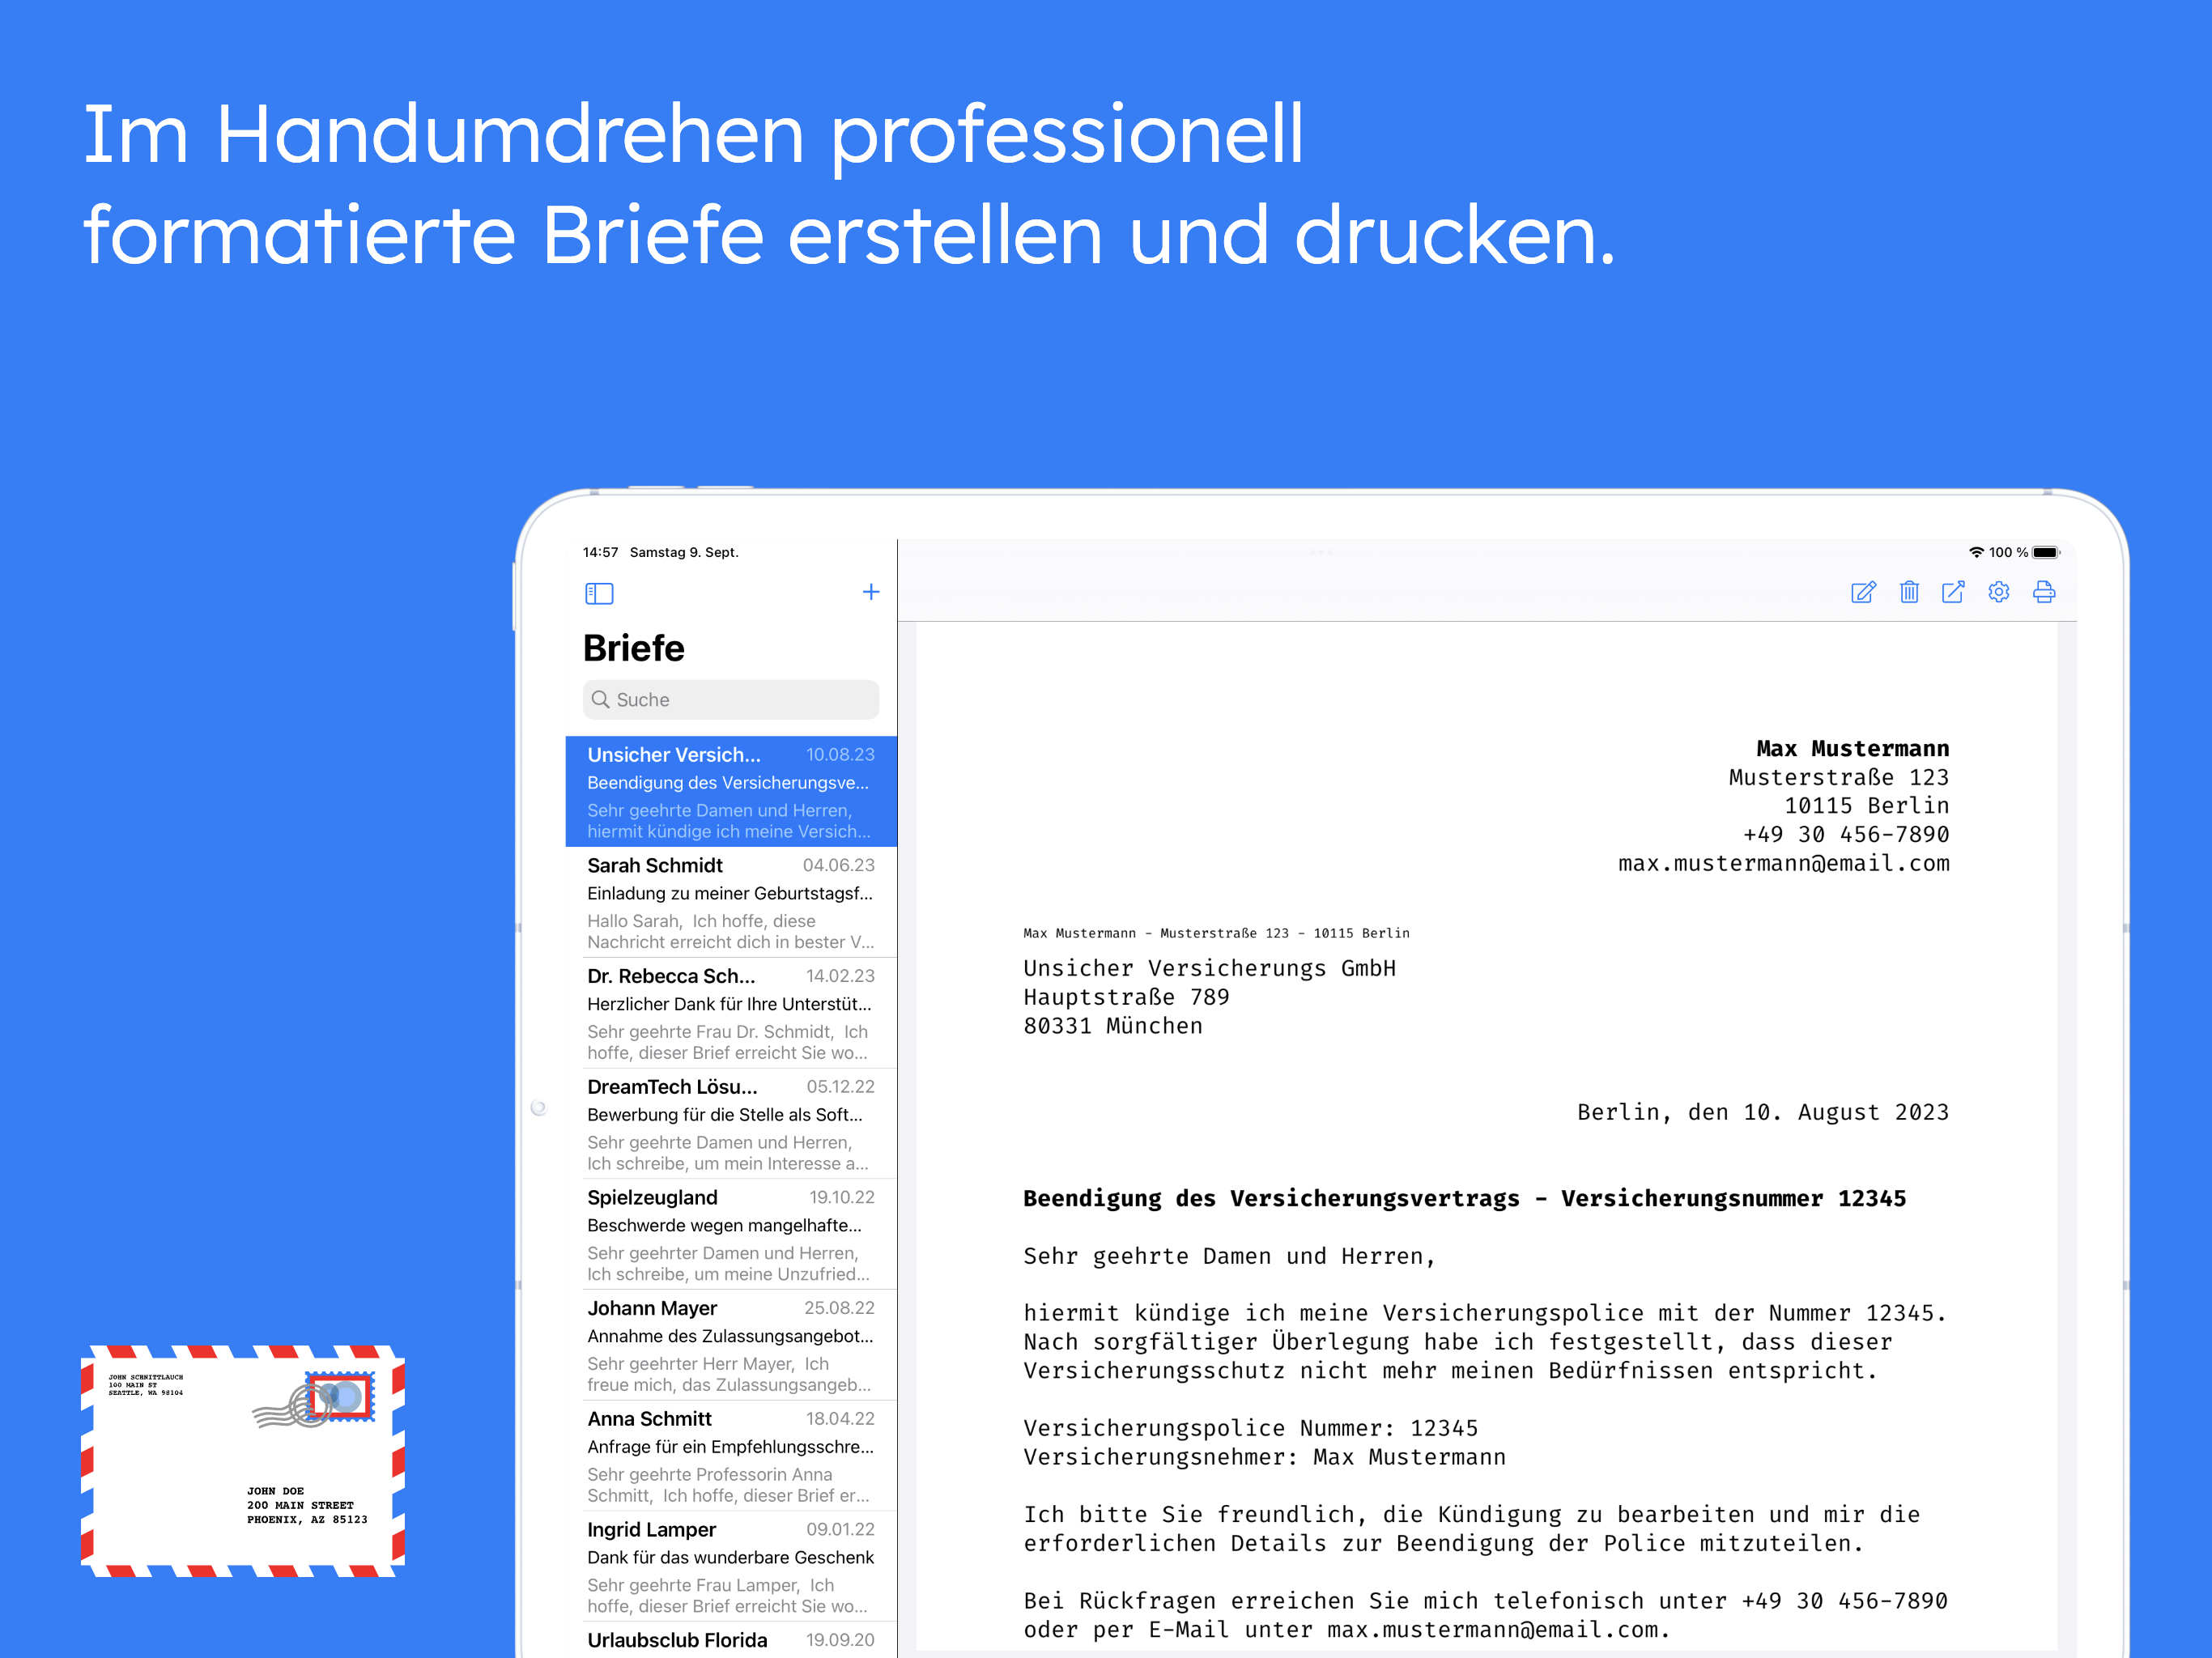 Im Handumdrehen professionell
formatierte Briefe erstellen und drucken.
14:57 Samstag 9. Sept.
100 %
Briefe
Suche
Unsicher Versich... 10.08.23
Beendigung des Versicherungsve...
Sehr geehrte Damen und Herren,
hiermit kündige ich meine Versich...
Sarah Schmidt 04.06.23
Einladung zu meiner Geburtstagsf...
Hallo Sarah, Ich hoffe, diese
Nachricht erreicht dich in bester V...
Dr. Rebecca Sch... 14.02.23
Herzlicher Dank für Ihre Unterstüt...
Sehr geehrte Frau Dr. Schmidt, Ich
hoffe, dieser Brief erreicht Sie wo...
DreamTech Lösu... 05.12.22
Bewerbung für die Stelle als Soft...
Sehr geehrte Damen und Herren,
Ich schreibe, um mein Interesse a...
Spielzeugland 19.10.22
Beschwerde wegen mangelhafte...
Sehr geehrter Damen und Herren,
Ich schreibe, um meine Unzufried...
Johann Mayer 25.08.22
Annahme des Zulassungsangebot...
Sehr geehrter Herr Mayer, Ich
freue mich, das Zulassungsangeb...
Anna Schmitt 18.04.22
Anfrage für ein Empfehlungsschre...
Sehr geehrte Professorin Anna
Schmitt, Ich hoffe, dieser Brief er...
Ingrid Lamper 09.01.22
Dank für das wunderbare Geschenk
Sehr geehrte Frau Lamper, Ich
hoffe, dieser Brief erreicht Sie wo...
Urlaubsclub Florida 19.09.20
Max Mustermann
Musterstraße 123
10115 Berlin
+49 30 456-7890
max.mustermann@email.com
Max Mustermann - Musterstraße 123 - 10115 Berlin
Unsicher Versicherungs GmbH
Hauptstraße 789
80331 München
Berlin, den 10. August 2023
Beendigung des Versicherungsvertrags - Versicherungsnummer 12345
Sehr geehrte Damen und Herren,
hiermit kündige ich meine Versicherungspolice mit der Nummer 12345.
Nach sorgfältiger Überlegung habe ich festgestellt, dass dieser
Versicherungsschutz nicht mehr meinen Bedürfnissen entspricht.
Versicherungspolice Nummer: 12345
Versicherungsnehmer: Max Mustermann
Ich bitte Sie freundlich, die Kündigung zu bearbeiten und mir die
erforderlichen Details zur Beendigung der Police mitzuteilen.
Bei Rückfragen erreichen Sie mich telefonisch unter +49 30 456-7890
oder per E-Mail unter max.mustermann@email.com.
JOHN SCHNITTLAUCH
100 MAIN ST
SEATTLE, WA 98104
JOHN DOE
200 MAIN STREET
PHOENIX, AZ 85123